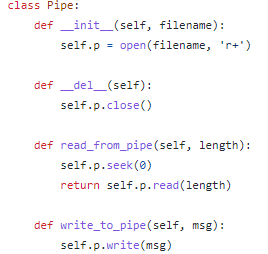 class Pipe:
    def __init__(self, filename):
        self.p = open(filename, 'r+')

    def __del__(self):
        self.p.close()

    def read_from_pipe(self, length):
        self.p.seek(0)
        return self.p.read(length)

    def write_to_pipe(self, msg):
        self.p.write(msg)